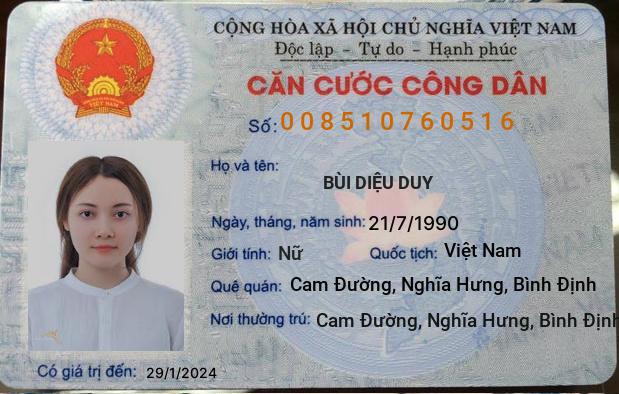 CỘNG HÒA XÃ HỘI CHỦ NGHĨA VIỆT NAM
Độc lập - Tự do - Hạnh phúc
CĂN CƯỚC CÔNG DÂN
Số: 008510760516
Họ và tên:
BÙI DIỆU DUY
Ngày, tháng, năm sinh: 21/7/1990
Giới tính: Nữ Quốc tịch: Việt Nam
Quê quán: Cam Đường, Nghĩa Hưng, Bình Định
Nơi thường trú: Cam Đường, Nghĩa Hưng, Bình Định
Có giá trị đến: 29/1/2024
VIỆT NAM